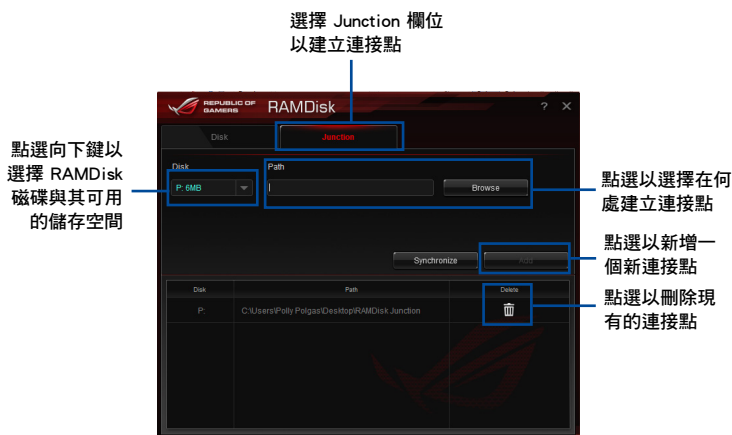 選擇 Junction 欄位
以建立連接點
REPUBLIC OF
GAMERS
RAMDisk
? ✕
Disk
Junction
點選向下鍵以
選擇 RAMDisk
磁碟與其可用
的儲存空間
Disk
Path
P: 6MB
Browse
點選以選擇在何
處建立連接點
Synchronize
Add
點選以新增一
個新連接點
Disk
Path
Delete
P:
C:\Users\Polly Polgas\Desktop\RAMDisk Junction
點選以刪除現
有的連接點